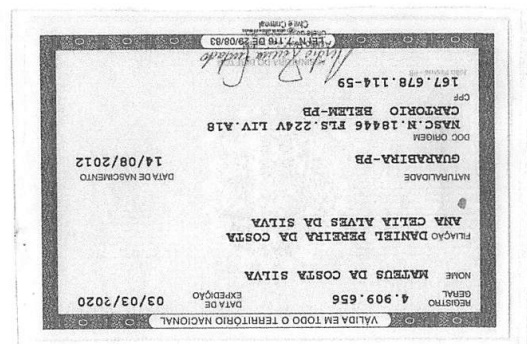 VÁLIDA EM TODO O TERRITÓRIO NACIONAL
REGISTRO GERAL 4.909.656 DATA DE EXPEDIÇÃO 03/03/2020
NOME MATEUS DA COSTA SILVA
FILIAÇÃO DANIEL PEREIRA DA COSTA
ANA CELIA ALVES DA SILVA
NATURALIDADE DATA DE NASCIMENTO
GUARABIRA-PB 14/08/2012
DOC ORIGEM
NASC.N.18446 FLS.224V LIV.A18
CARTORIO BELEM-PB
CPF
167.678.114-59
LEI Nº 7.116 DE 29/08/83
Civil e Criminal